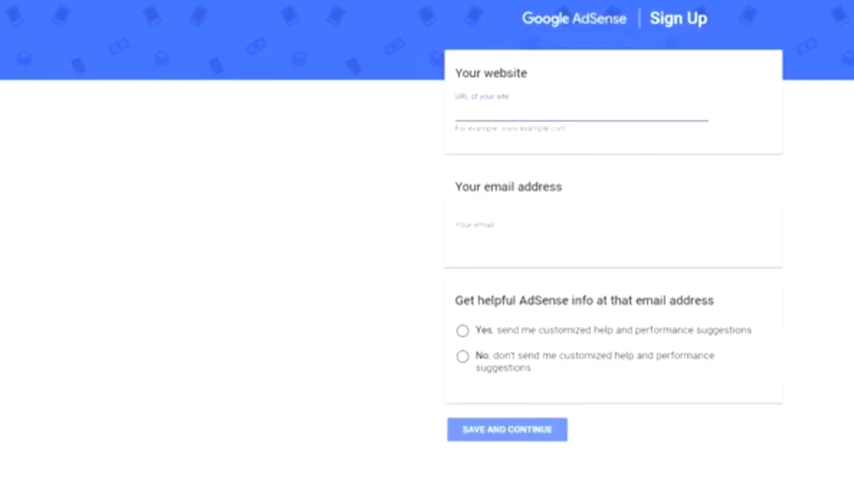 Google AdSense | Sign Up
Your website
URL of your site
For example: www.example.com
Your email address
Your email
Get helpful AdSense info at that email address
Yes, send me customized help and performance suggestions
No, don't send me customized help and performance
suggestions
SAVE AND CONTINUE